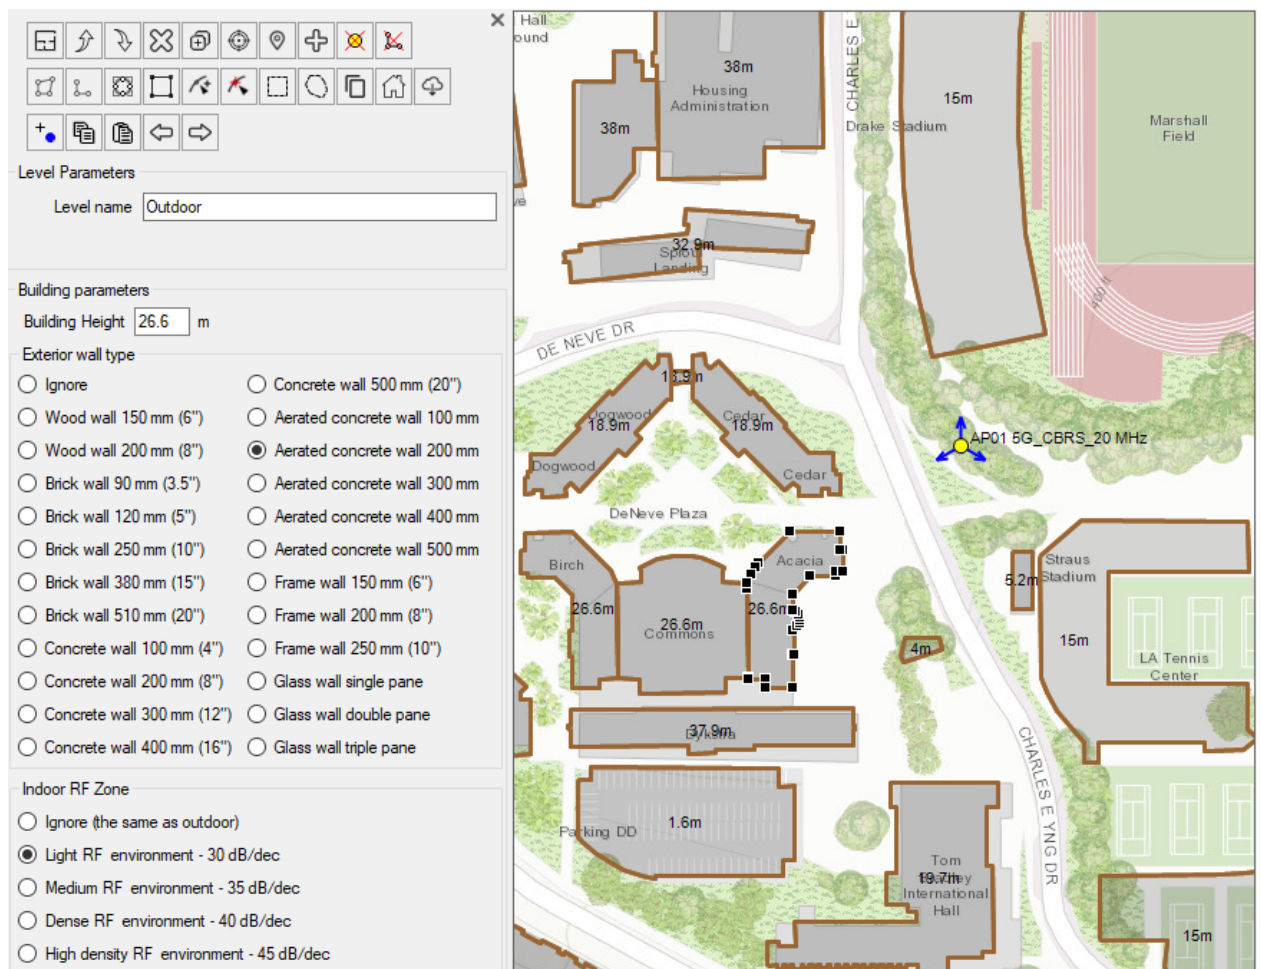 Level Parameters
Level name Outdoor
Building parameters
Building Height 26.6 m
Exterior wall type
Ignore
Wood wall 150 mm (6")
Wood wall 200 mm (8")
Brick wall 90 mm (3.5")
Brick wall 120 mm (5")
Brick wall 250 mm (10")
Brick wall 380 mm (15")
Brick wall 510 mm (20")
Concrete wall 100 mm (4")
Concrete wall 200 mm (8")
Concrete wall 300 mm (12")
Concrete wall 400 mm (16")
Concrete wall 500 mm (20")
Aerated concrete wall 100 mm
Aerated concrete wall 200 mm
Aerated concrete wall 300 mm
Aerated concrete wall 400 mm
Aerated concrete wall 500 mm
Frame wall 150 mm (6")
Frame wall 200 mm (8")
Frame wall 250 mm (10")
Glass wall single pane
Glass wall double pane
Glass wall triple pane
Indoor RF Zone
Ignore (the same as outdoor)
Light RF environment - 30 dB/dec
Medium RF environment - 35 dB/dec
Dense RF environment - 40 dB/dec
High density RF environment - 45 dB/dec
Hall
ound
38m
Housing
Administration
38m
CHARLES E
15m
Drake Stadium
Marshall
Field
ve
32.9m
Landing
400 ft
DE NEVE DR
18.9m
Dogwood
18.9m
Cedar
18.9m
Dogwood
Cedar
AP01 5G_CBRS_20 MHz
DeNeve Plaza
Birch
Acacia
26.6m
26.6m
Commons
26.6m
5.2m
Straus
Stadium
4m
15m
LA Tennis
Center
37.9m
CHARLES E YNG DR
1.6m
Parking DD
Tom
19.7m
International
Hall
15m